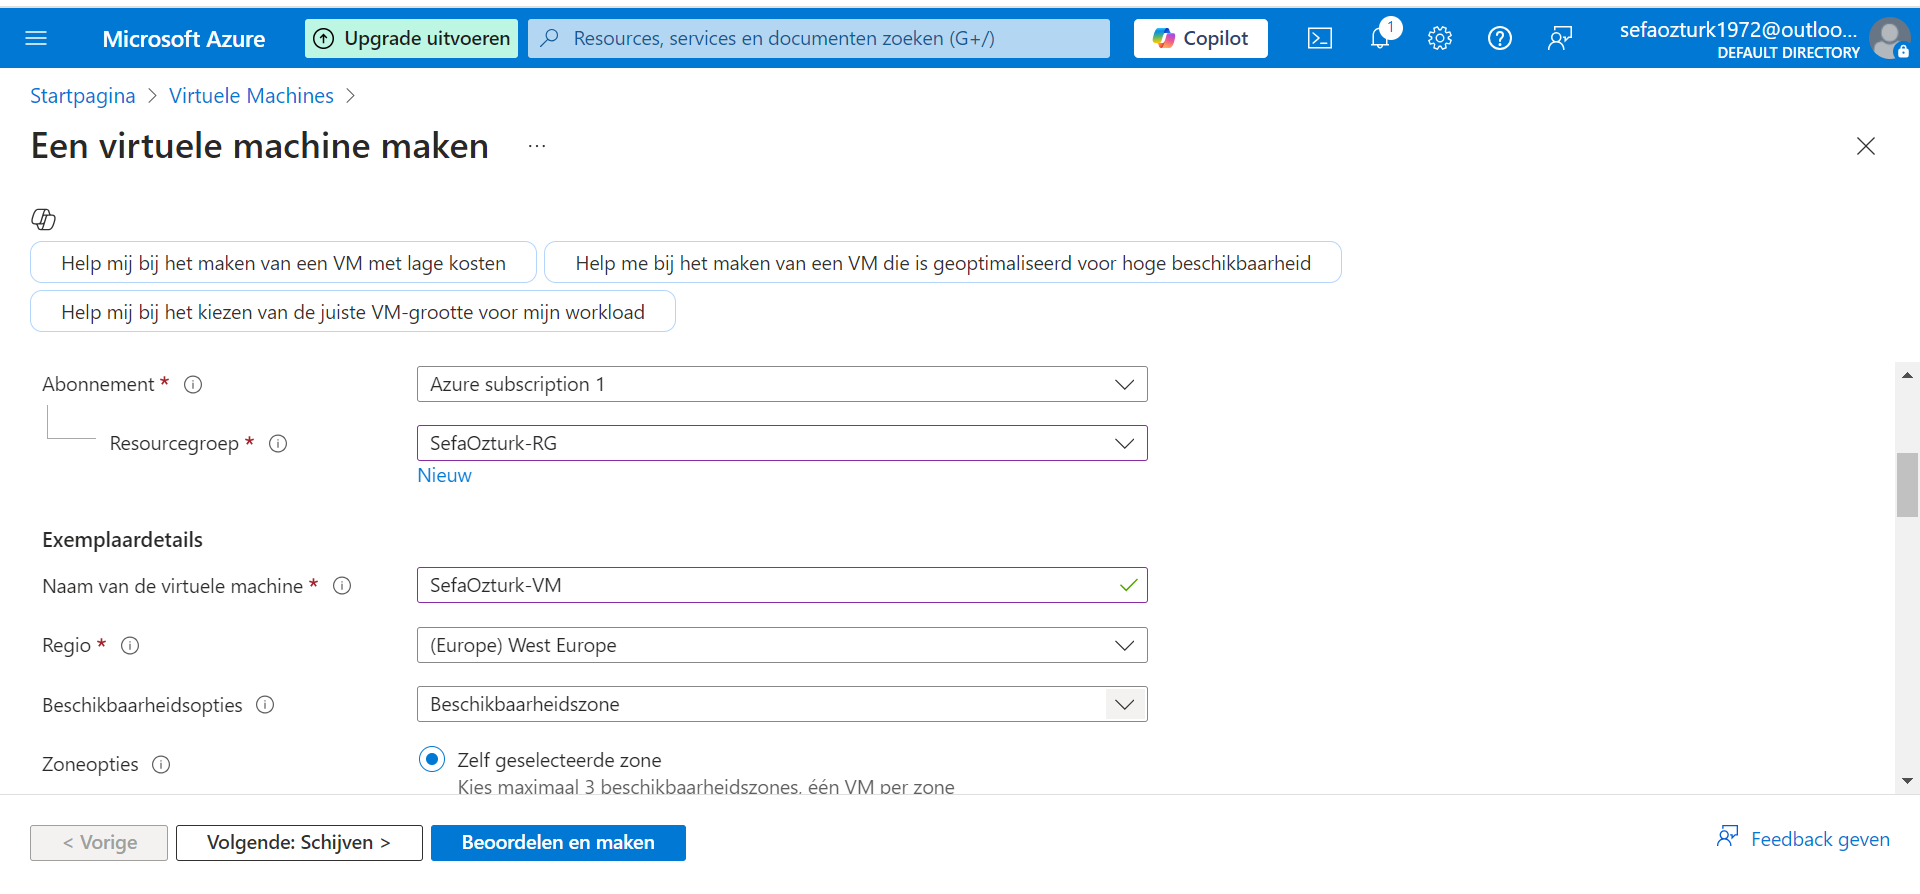 Microsoft Azure
Upgrade uitvoeren
Resources, services en documenten zoeken (G+/)
Copilot
1
sefaozturk1972@outloo...
DEFAULT DIRECTORY
Startpagina > Virtuele Machines >
Een virtuele machine maken ...
Help mij bij het maken van een VM met lage kosten
Help me bij het maken van een VM die is geoptimaliseerd voor hoge beschikbaarheid
Help mij bij het kiezen van de juiste VM-grootte voor mijn workload
Abonnement *
Azure subscription 1
Resourcegroep *
SefaOzturk-RG
Nieuw
Exemplaardetails
Naam van de virtuele machine *
SefaOzturk-VM
Regio *
(Europe) West Europe
Beschikbaarheidsopties
Beschikbaarheidszone
Zoneopties
Zelf geselecteerde zone
Kies maximaal 3 beschikbaarheidszones, één VM per zone
< Vorige
Volgende: Schijven >
Beoordelen en maken
Feedback geven